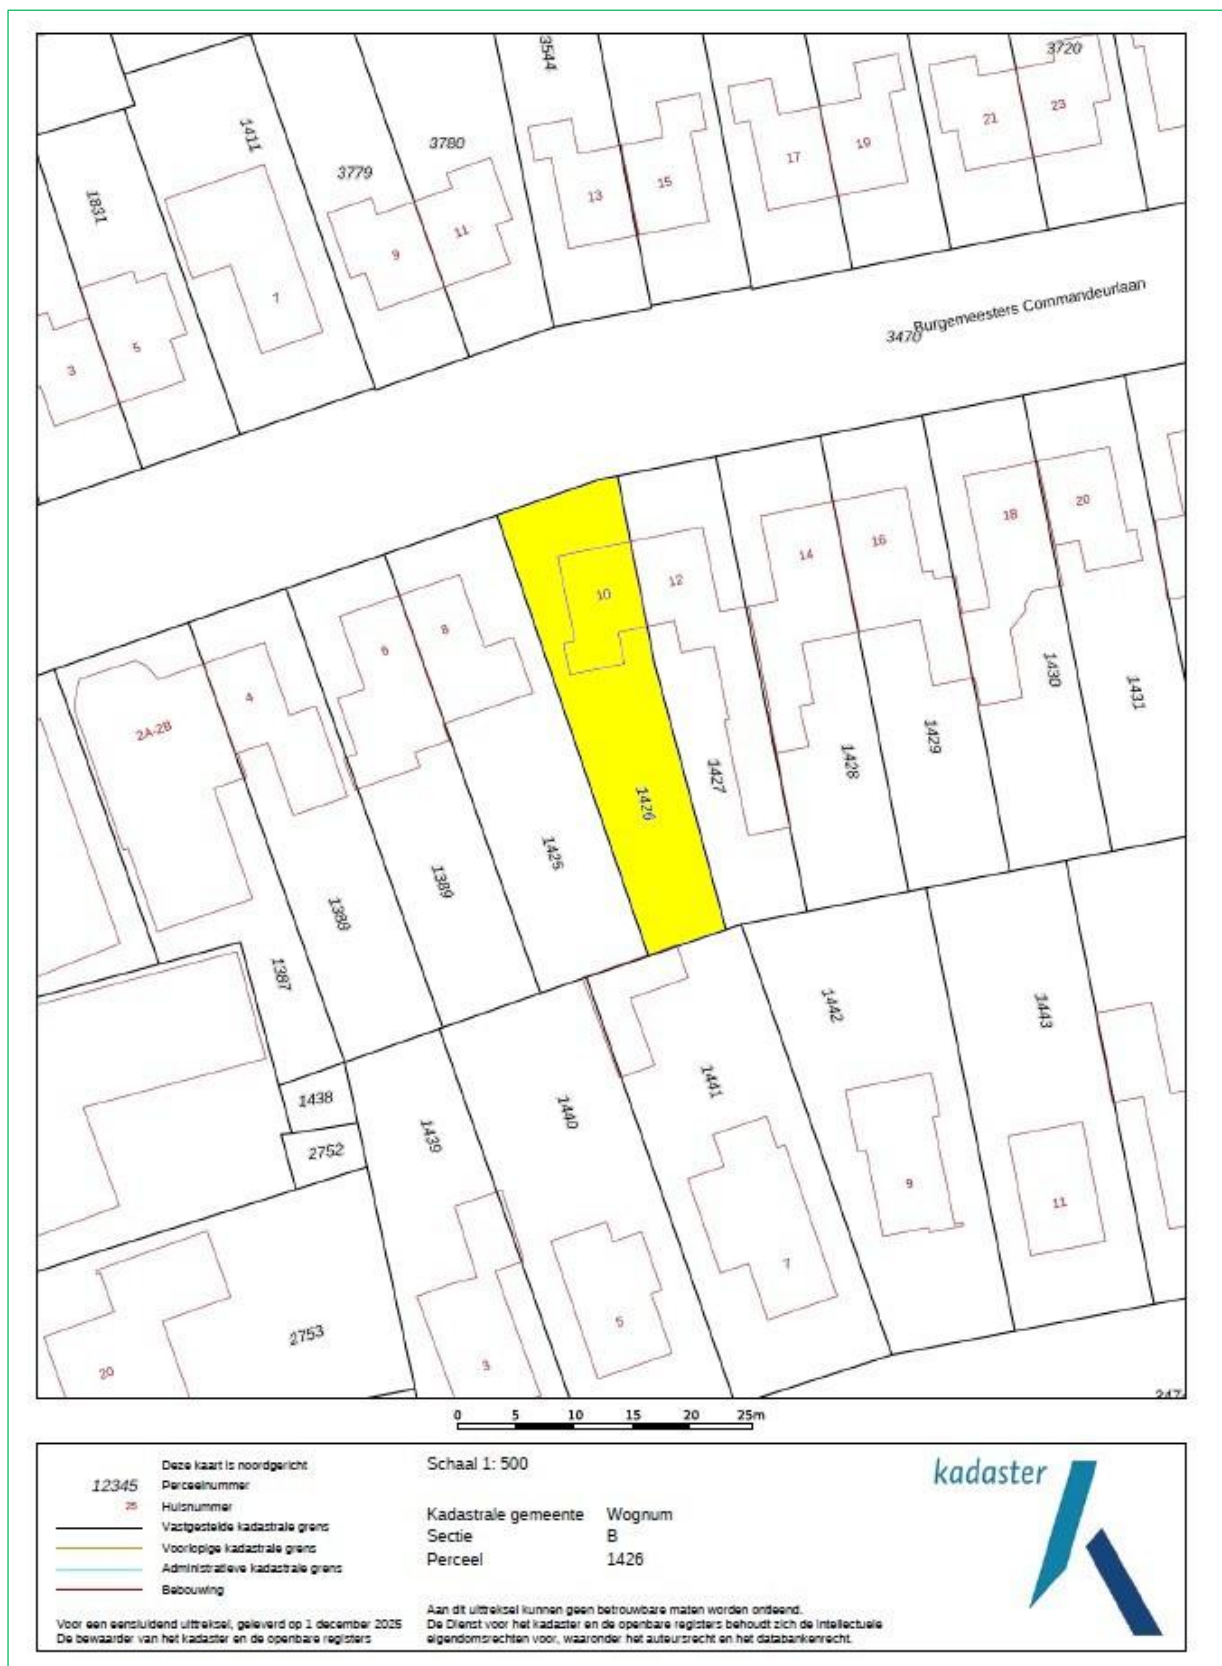 3544
3720
1411
3780
3779
1831
21
23
17
19
13
15
11
9
7
5
3
Burgemeesters Commandeurlaan
3470
18
20
14
16
12
10
8
6
4
2A-2B
1430
1431
1429
1428
1427
1426
1425
1389
1388
1387
1442
1443
1441
1440
1439
1438
2752
9
11
7
5
3
2753
20
0 5 10 15 20 25m
Deze kaart is noordgericht
12345 Perceelnummer
25 Huisnummer
Vastgestelde kadastrale grens
Voorlopige kadastrale grens
Administratieve kadastrale grens
Bebouwing
Voor een eensluidend uittreksel, geleverd op 1 december 2025
De bewaarder van het kadaster en de openbare registers
Schaal 1: 500
Kadastrale gemeente Wognum
Sectie B
Perceel 1426
Aan dit uittreksel kunnen geen betrouwbare maten worden ontleend.
De Dienst voor het kadaster en de openbare registers behoudt zich de intellectuele
eigendomsrechten voor, waaronder het auteursrecht en het databankenrecht.
kadaster